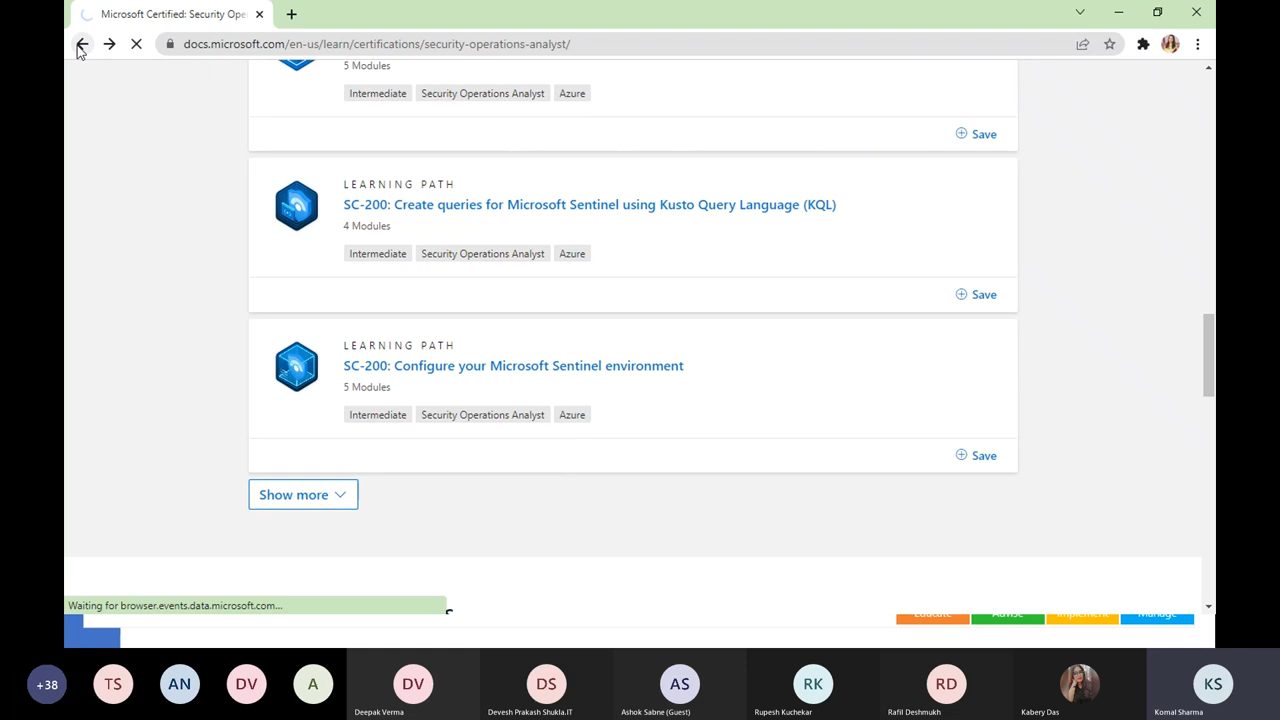 Microsoft Certified: Security Ope
docs.microsoft.com/en-us/learn/certifications/security-operations-analyst/
5 Modules
Intermediate Security Operations Analyst Azure
Save
LEARNING PATH
SC-200: Create queries for Microsoft Sentinel using Kusto Query Language (KQL)
4 Modules
Intermediate Security Operations Analyst Azure
Save
LEARNING PATH
SC-200: Configure your Microsoft Sentinel environment
5 Modules
Intermediate Security Operations Analyst Azure
Save
Show more
Waiting for browser.events.data.microsoft.com...
Educate Advise Implement Manage
+38 TS AN DV A DV DS AS RK RD KS
Deepak Verma Devesh Prakash Shukla.IT Ashok Sabne (Guest) Rupesh Kuchekar Rafil Deshmukh Kabery Das Komal Sharma